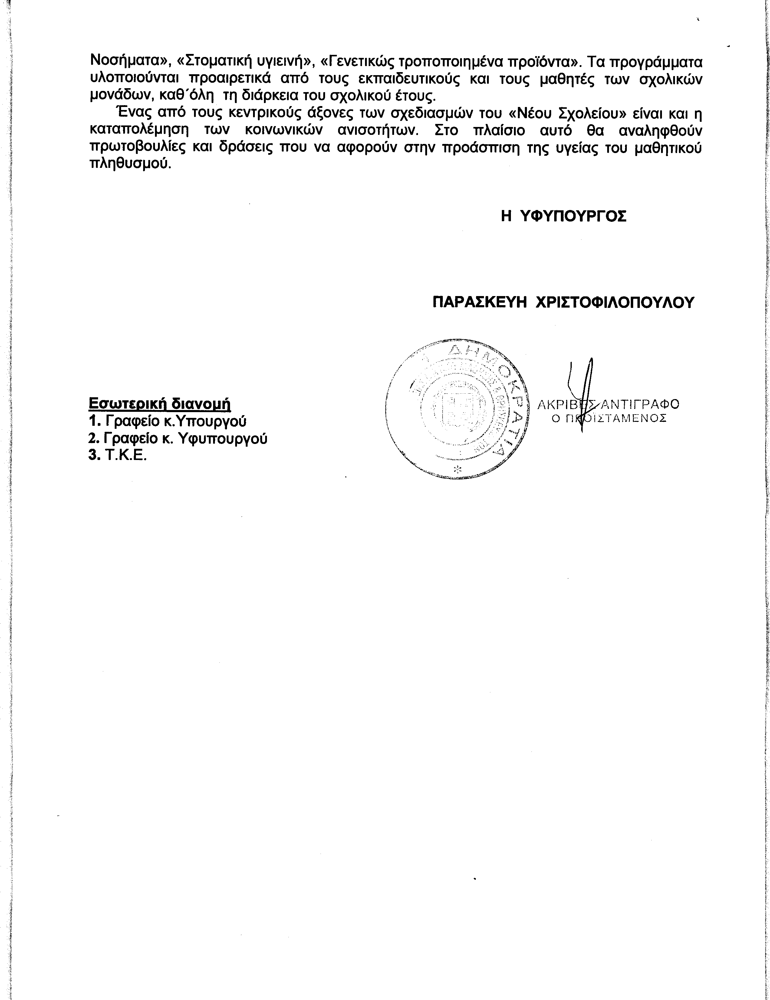 Νοσήματα», «Στοματική υγιεινή», «Γενετικώς τροποποιημένα προϊόντα». Τα προγράμματα
υλοποιούνται προαιρετικά από τους εκπαιδευτικούς και τους μαθητές των σχολικών
μονάδων, καθ΄όλη τη διάρκεια του σχολικού έτους.
Ένας από τους κεντρικούς άξονες των σχεδιασμών του «Νέου Σχολείου» είναι και η
καταπολέμηση των κοινωνικών ανισοτήτων. Στο πλαίσιο αυτό θα αναληφθούν
πρωτοβουλίες και δράσεις που να αφορούν στην προάσπιση της υγείας του μαθητικού
πληθυσμού.
Η ΥΦΥΠΟΥΡΓΟΣ
ΠΑΡΑΣΚΕΥΗ ΧΡΙΣΤΟΦΙΛΟΠΟΥΛΟΥ
ΔΗΜΟΚΡΑΤΙΑ
ΑΚΡΙΒΕΣ ΑΝΤΙΓΡΑΦΟ
Ο ΠΡΟΪΣΤΑΜΕΝΟΣ
Εσωτερική διανομή
1. Γραφείο κ.Υπουργού
2. Γραφείο κ. Υφυπουργού
3. Τ.Κ.Ε.